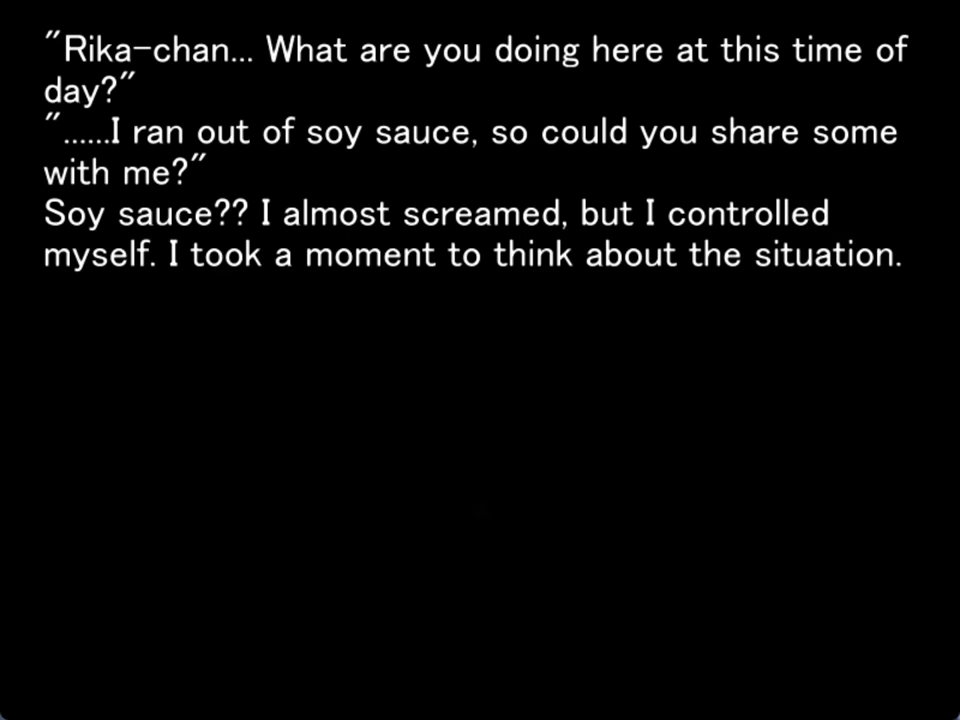 "Rika-chan... What are you doing here at this time of
day?"
"......I ran out of soy sauce, so could you share some
with me?"
Soy sauce?? I almost screamed, but I controlled
myself. I took a moment to think about the situation.